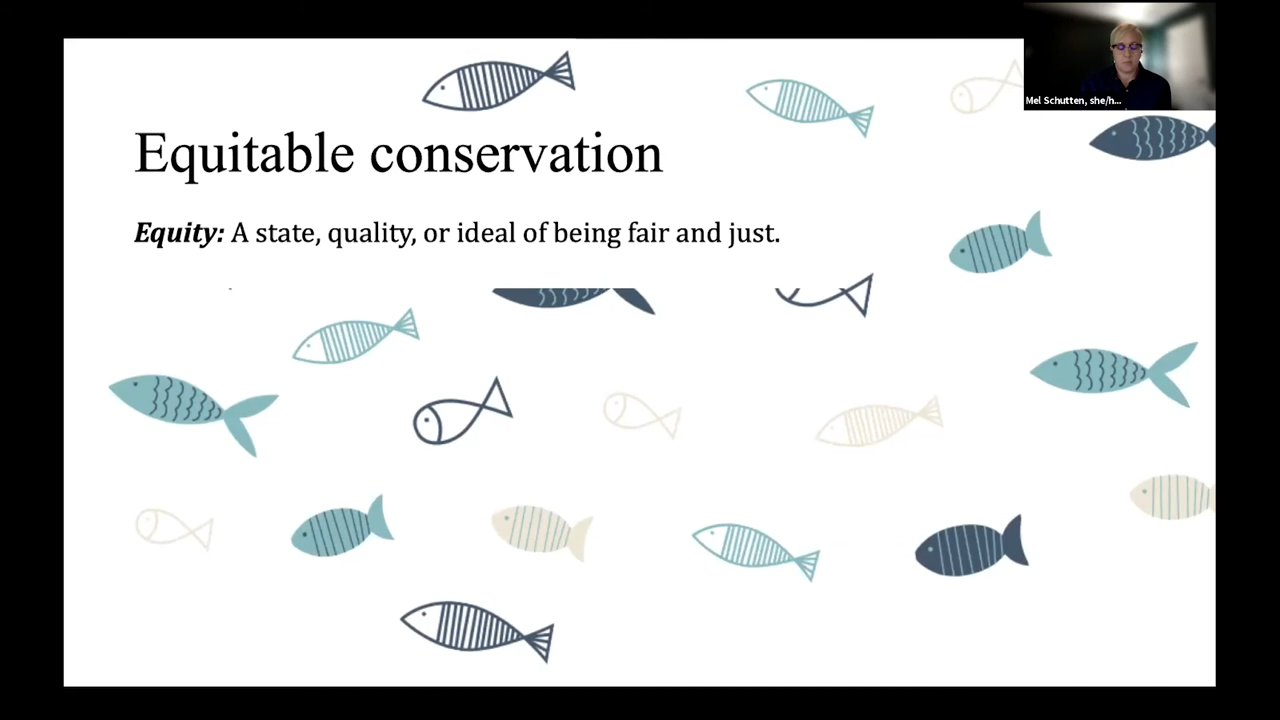 Equitable conservation
Equity: A state, quality, or ideal of being fair and just.
Mel Schutten, she/h...